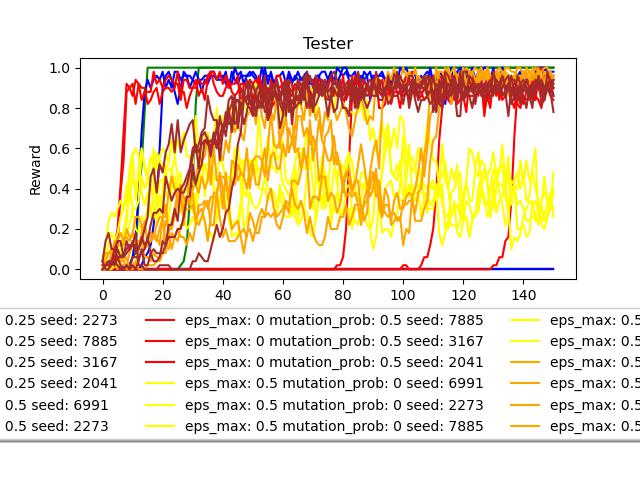 Tester
1.0
0.8
0.6
0.4
0.2
0.0
Reward
0 20 40 60 80 100 120 140
0.25 seed: 2273 eps_max: 0 mutation_prob: 0.5 seed: 7885 eps_max: 0.5
0.25 seed: 7885 eps_max: 0 mutation_prob: 0.5 seed: 3167 eps_max: 0.5
0.25 seed: 3167 eps_max: 0 mutation_prob: 0.5 seed: 2041 eps_max: 0.5
0.25 seed: 2041 eps_max: 0.5 mutation_prob: 0 seed: 6991 eps_max: 0.5
0.5 seed: 6991 eps_max: 0.5 mutation_prob: 0 seed: 2273 eps_max: 0.5
0.5 seed: 2273 eps_max: 0.5 mutation_prob: 0 seed: 7885 eps_max: 0.5